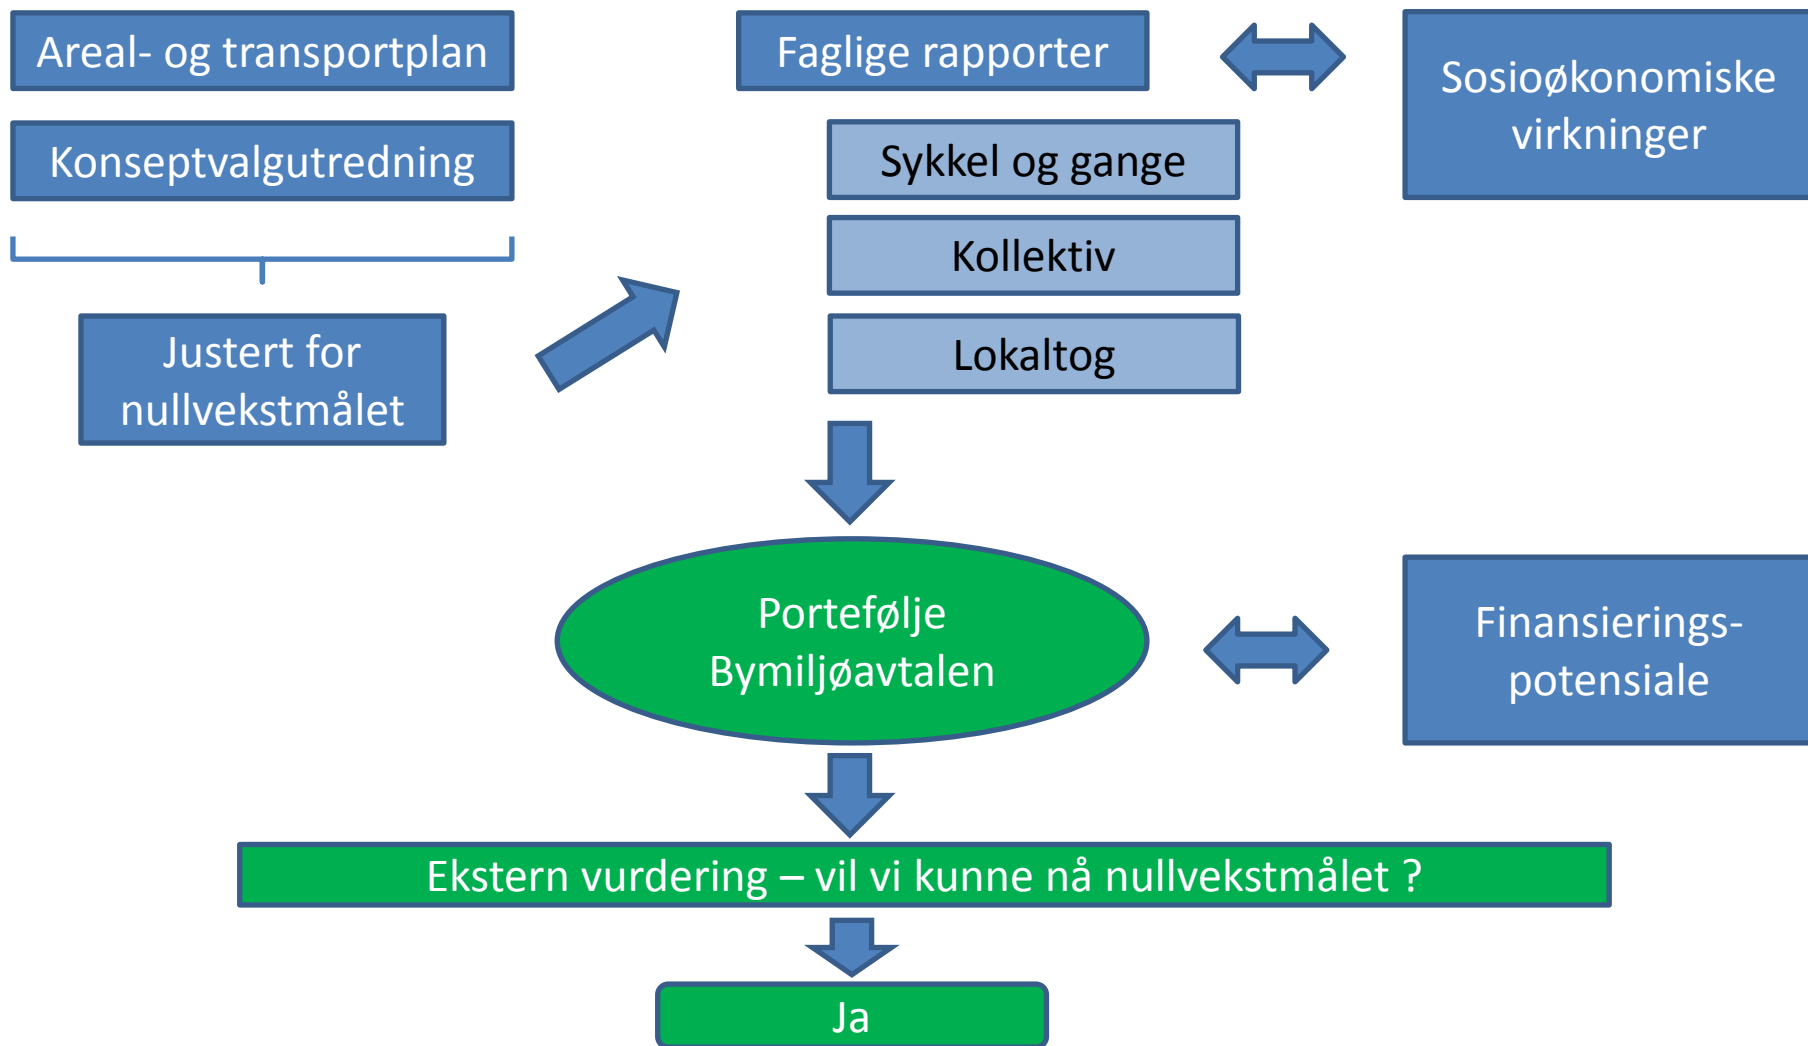 Areal- og transportplan
Konseptvalgutredning
Justert for
nullvekstmålet
Faglige rapporter
Sykkel og gange
Kollektiv
Lokaltog
Sosioøkonomiske
virkninger
Portefølje
Bymiljøavtalen
Finansierings-
potensiale
Ekstern vurdering – vil vi kunne nå nullvekstmålet ?
Ja